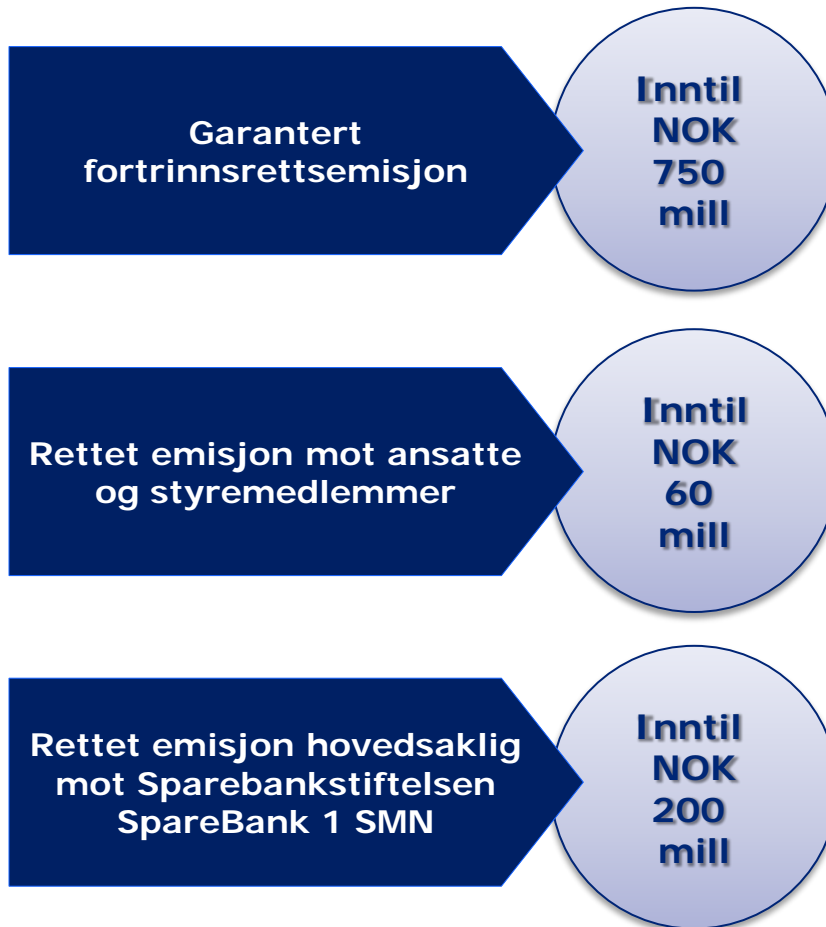 Garantert
fortrinnsrettsemisjon
Inntil
NOK
750
mill
Rettet emisjon mot ansatte
og styremedlemmer
Inntil
NOK
60
mill
Rettet emisjon hovedsaklig
mot Sparebankstiftelsen
SpareBank 1 SMN
Inntil
NOK
200
mill